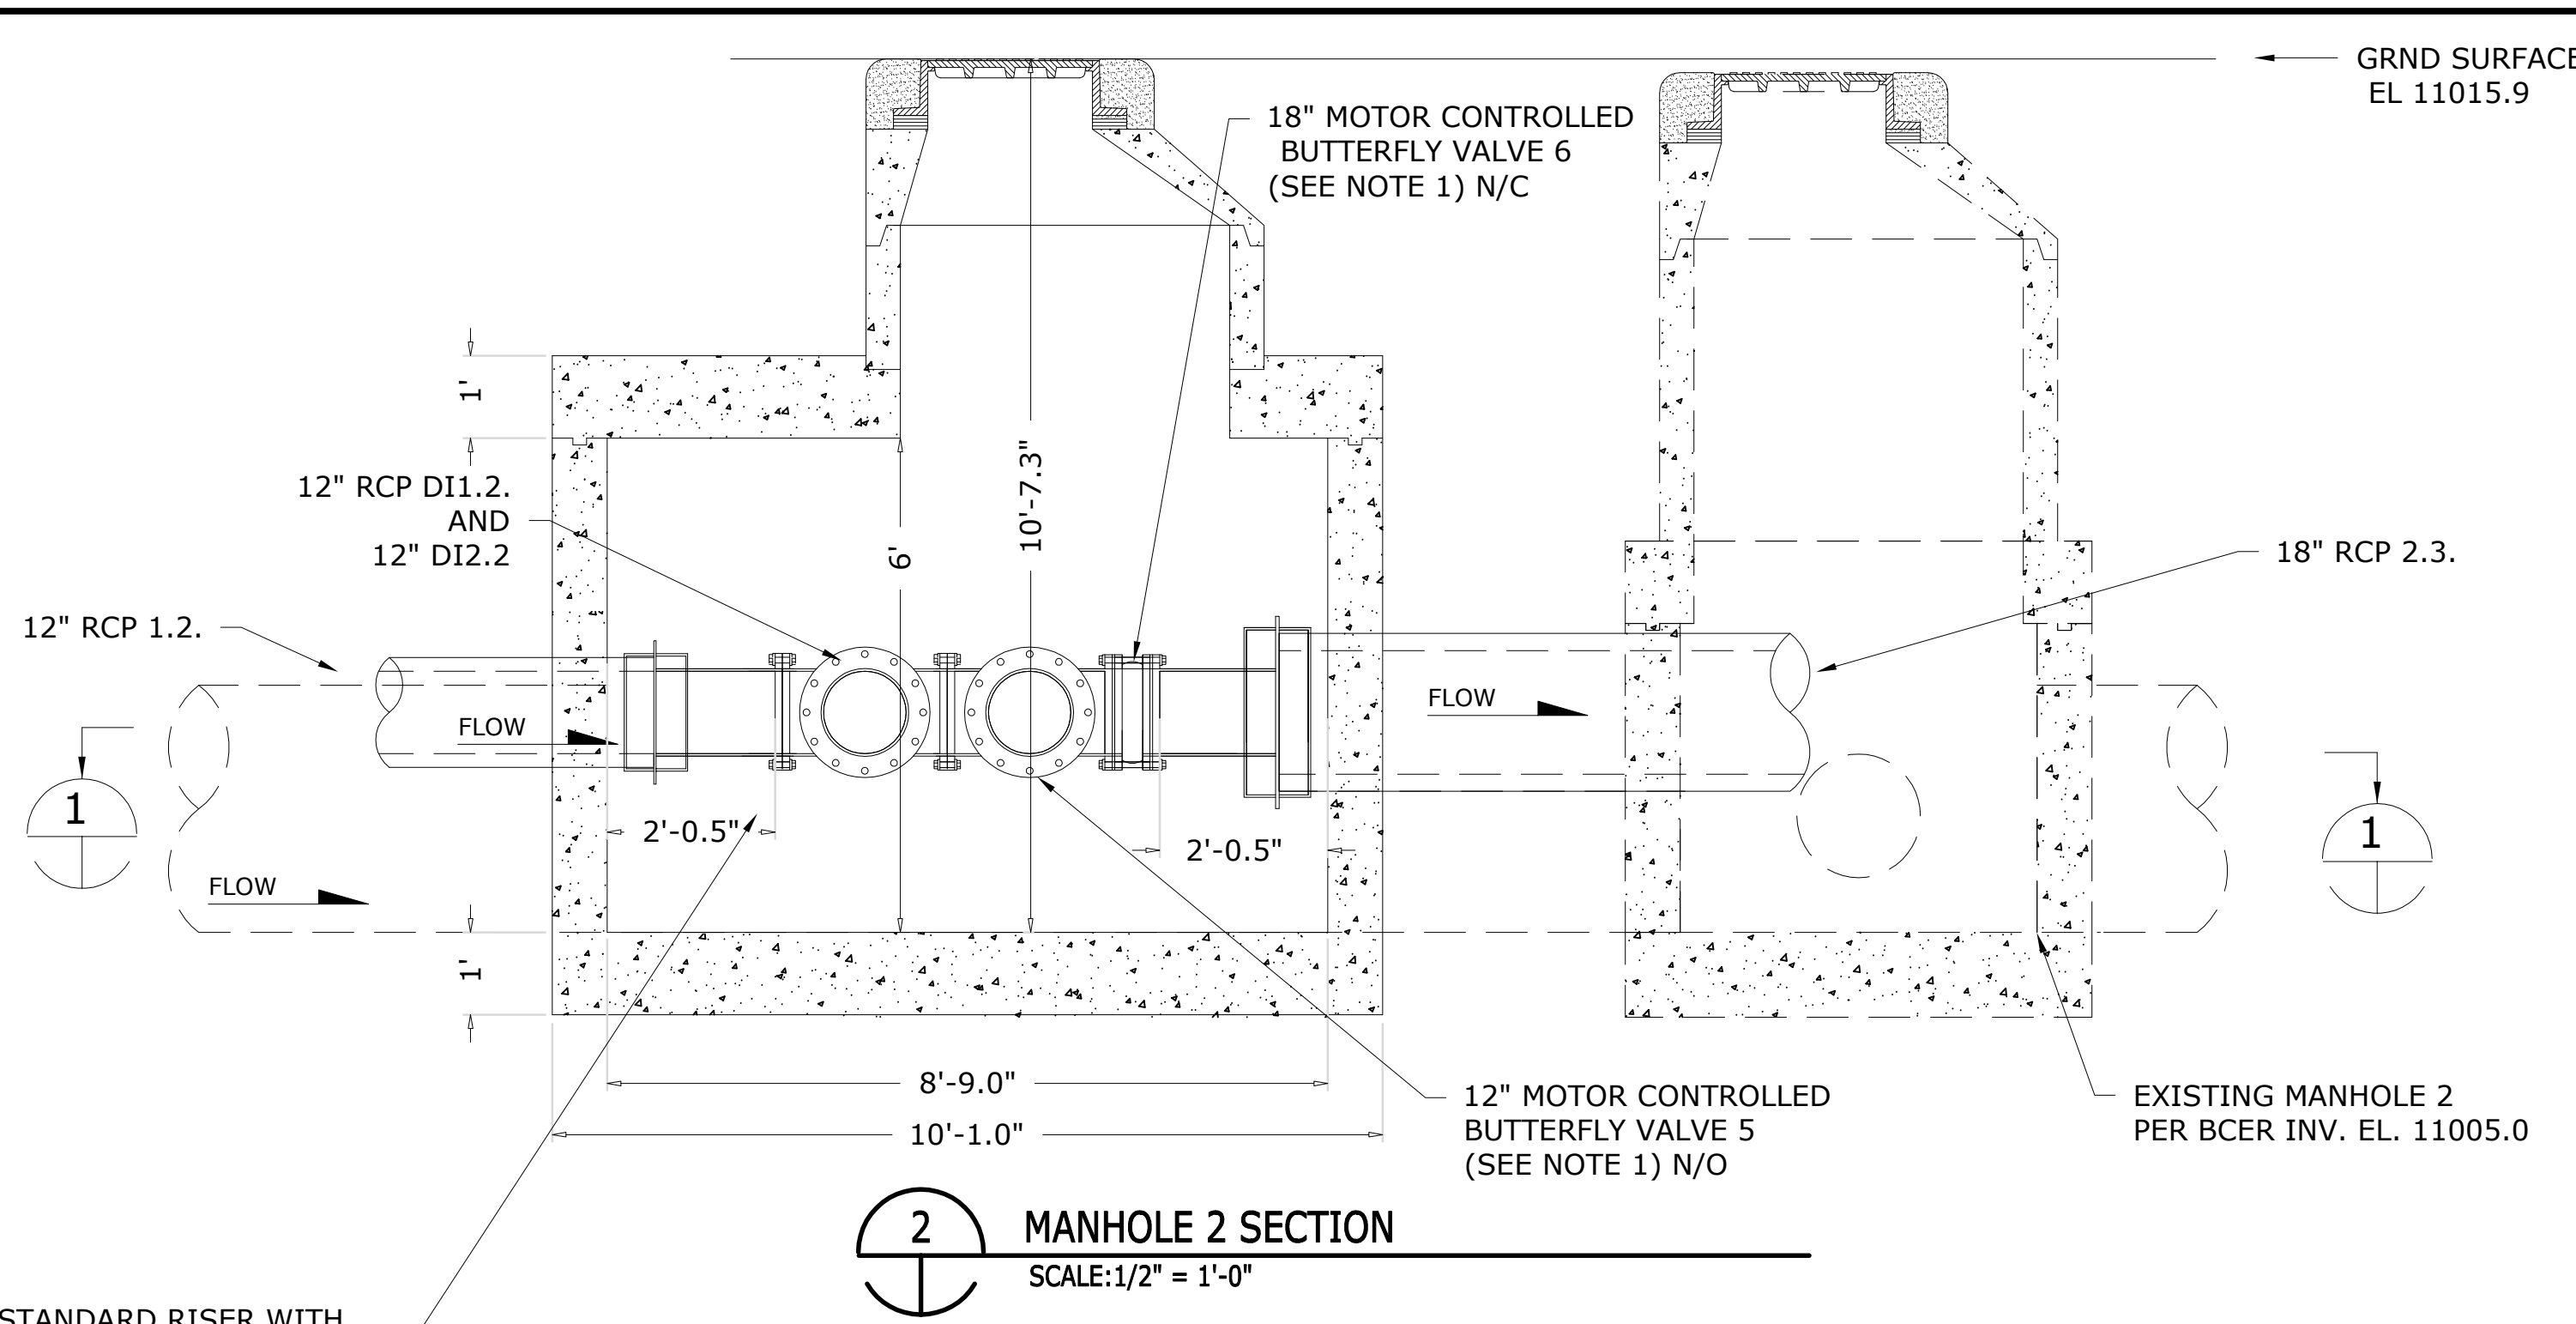 GRND SURFACE
EL 11015.9
18" MOTOR CONTROLLED
BUTTERFLY VALVE 6
(SEE NOTE 1) N/C
1'
12" RCP DI1.2.
AND
12" DI2.2
6'
10'-7.3"
18" RCP 2.3.
12" RCP 1.2.
FLOW
FLOW
1
2'-0.5"
2'-0.5"
1
FLOW
1'
8'-9.0"
10'-1.0"
12" MOTOR CONTROLLED
BUTTERFLY VALVE 5
(SEE NOTE 1) N/O
EXISTING MANHOLE 2
PER BCER INV. EL. 11005.0
2
MANHOLE 2 SECTION
SCALE:1/2" = 1'-0"
STANDARD RISER WITH